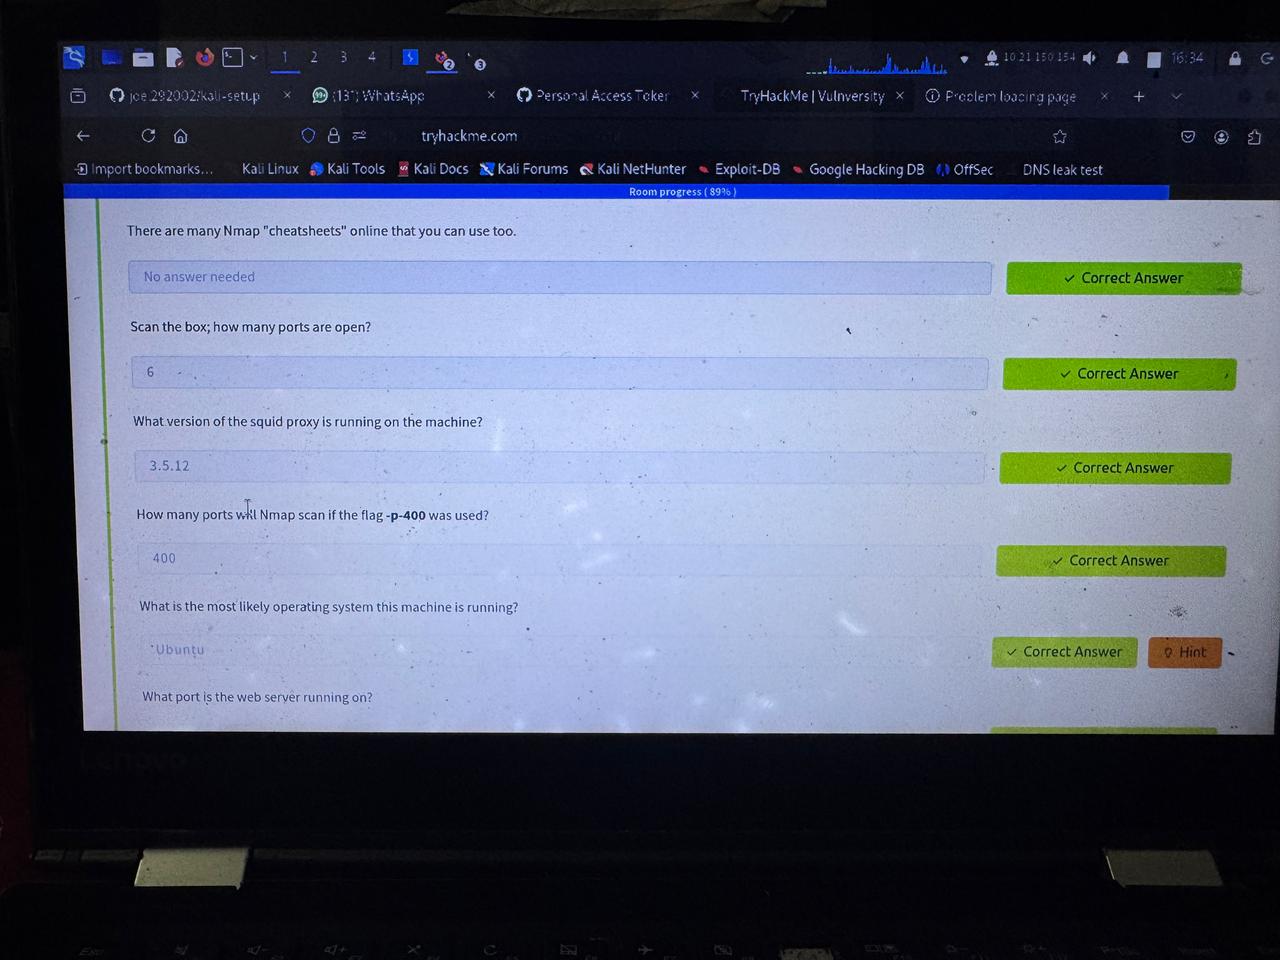 1 2 3 4 2 3 10.21.150.154 16:34
joe.292002/kali-setup × WhatsApp × Personal Access Token × TryHackMe | Vulnversity × Problem loading page ×
tryhackme.com
Import bookmarks... Kali Linux Kali Tools Kali Docs Kali Forums Kali NetHunter Exploit-DB Google Hacking DB OffSec DNS leak test
Room progress ( 89% )
There are many Nmap "cheatsheets" online that you can use too.
No answer needed ✓ Correct Answer
Scan the box; how many ports are open?
6 ✓ Correct Answer
What version of the squid proxy is running on the machine?
3.5.12 ✓ Correct Answer
How many ports will Nmap scan if the flag -p-400 was used?
400 ✓ Correct Answer
What is the most likely operating system this machine is running?
Ubuntu ✓ Correct Answer Hint
What port is the web server running on?
Lenovo